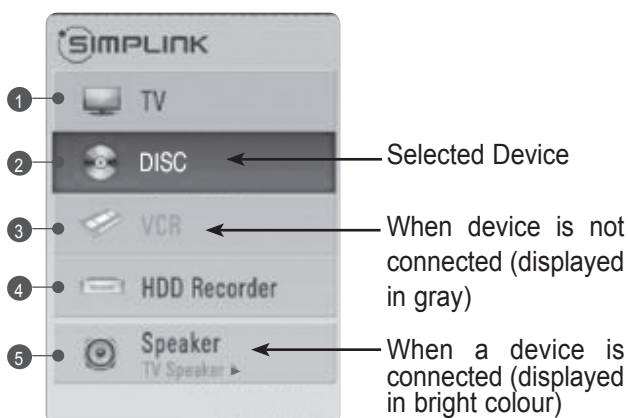 SIMPLINK
1 TV
2 DISC
Selected Device
3 VCR
When device is not
connected (displayed
in gray)
4 HDD Recorder
5 Speaker
TV Speaker ►
When a device is
connected (displayed
in bright colour)